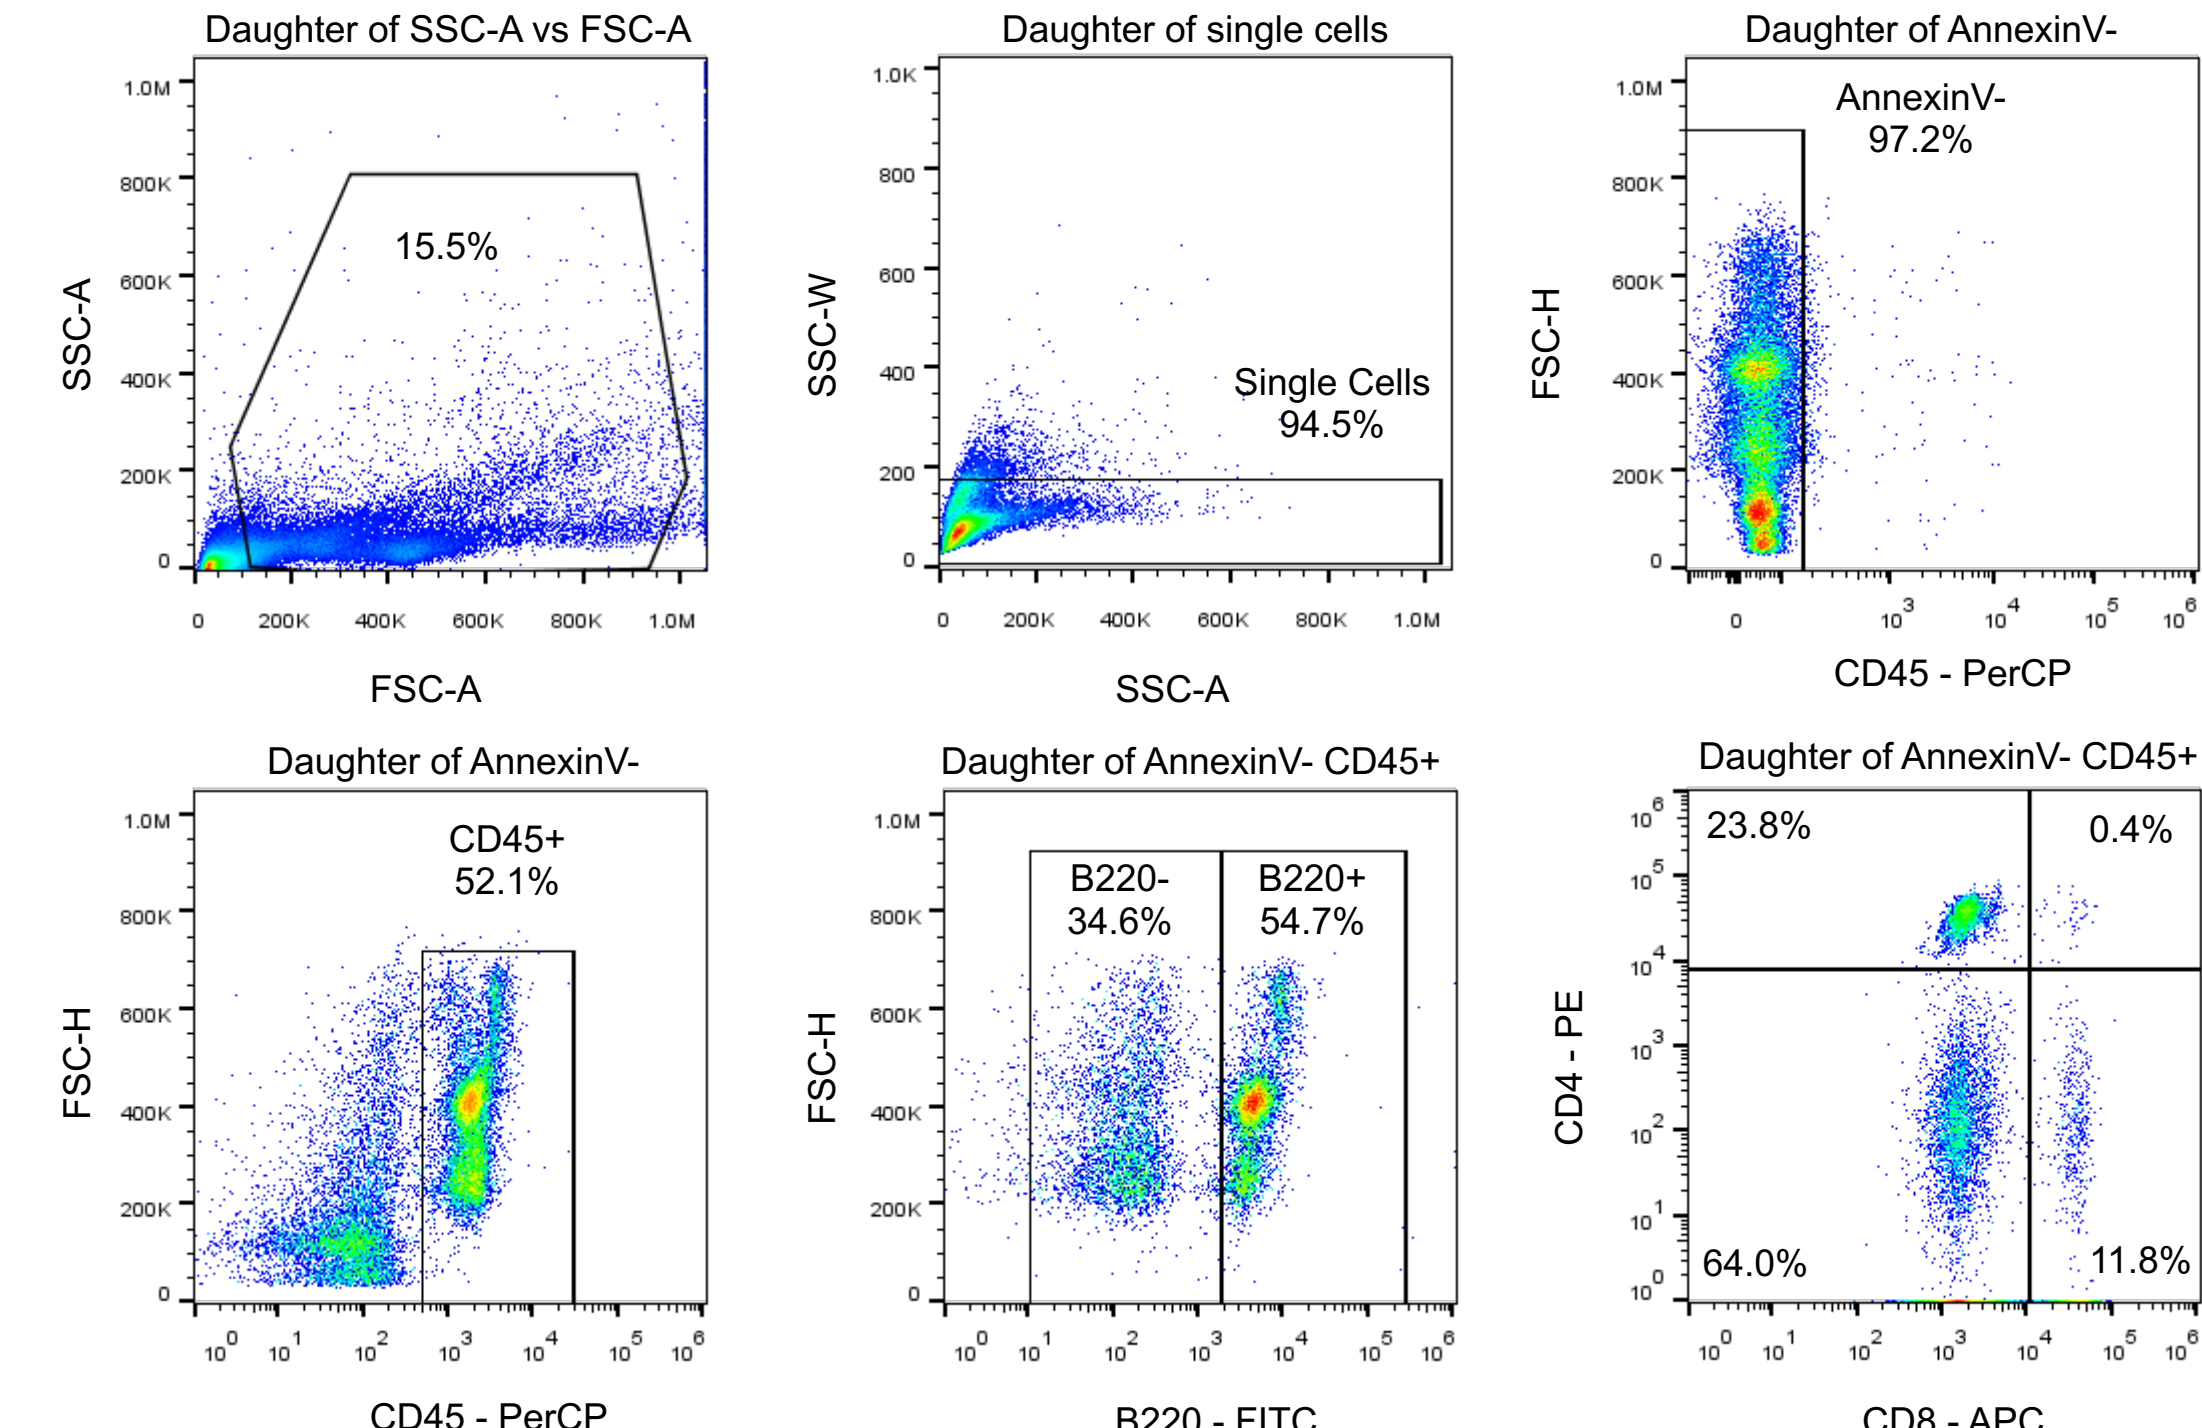 Daughter of SSC-A vs FSC-A
1.0M
800K
600K
400K
200K
0
15.5%
SSC-A
0 200K 400K 600K 800K 1.0M
FSC-A
Daughter of single cells
1.0K
800
600
400
200
0
Single Cells
94.5%
SSC-W
0 200K 400K 600K 800K 1.0M
SSC-A
Daughter of AnnexinV-
1.0M
800K
600K
400K
200K
0
AnnexinV-
97.2%
FSC-H
0 10^3 10^4 10^5 10^6
CD45 - PerCP
Daughter of AnnexinV-
1.0M
800K
600K
400K
200K
0
CD45+
52.1%
FSC-H
10^0 10^1 10^2 10^3 10^4 10^5 10^6
CD45 - PerCP
Daughter of AnnexinV- CD45+
1.0M
800K
600K
400K
200K
0
B220-
34.6%
B220+
54.7%
FSC-H
10^0 10^1 10^2 10^3 10^4 10^5 10^6
B220 - FITC
Daughter of AnnexinV- CD45+
10^6
10^5
10^4
10^3
10^2
10^1
10^0
23.8%
0.4%
64.0%
11.8%
CD4 - PE
10^0 10^1 10^2 10^3 10^4 10^5 10^6
CD8 - APC